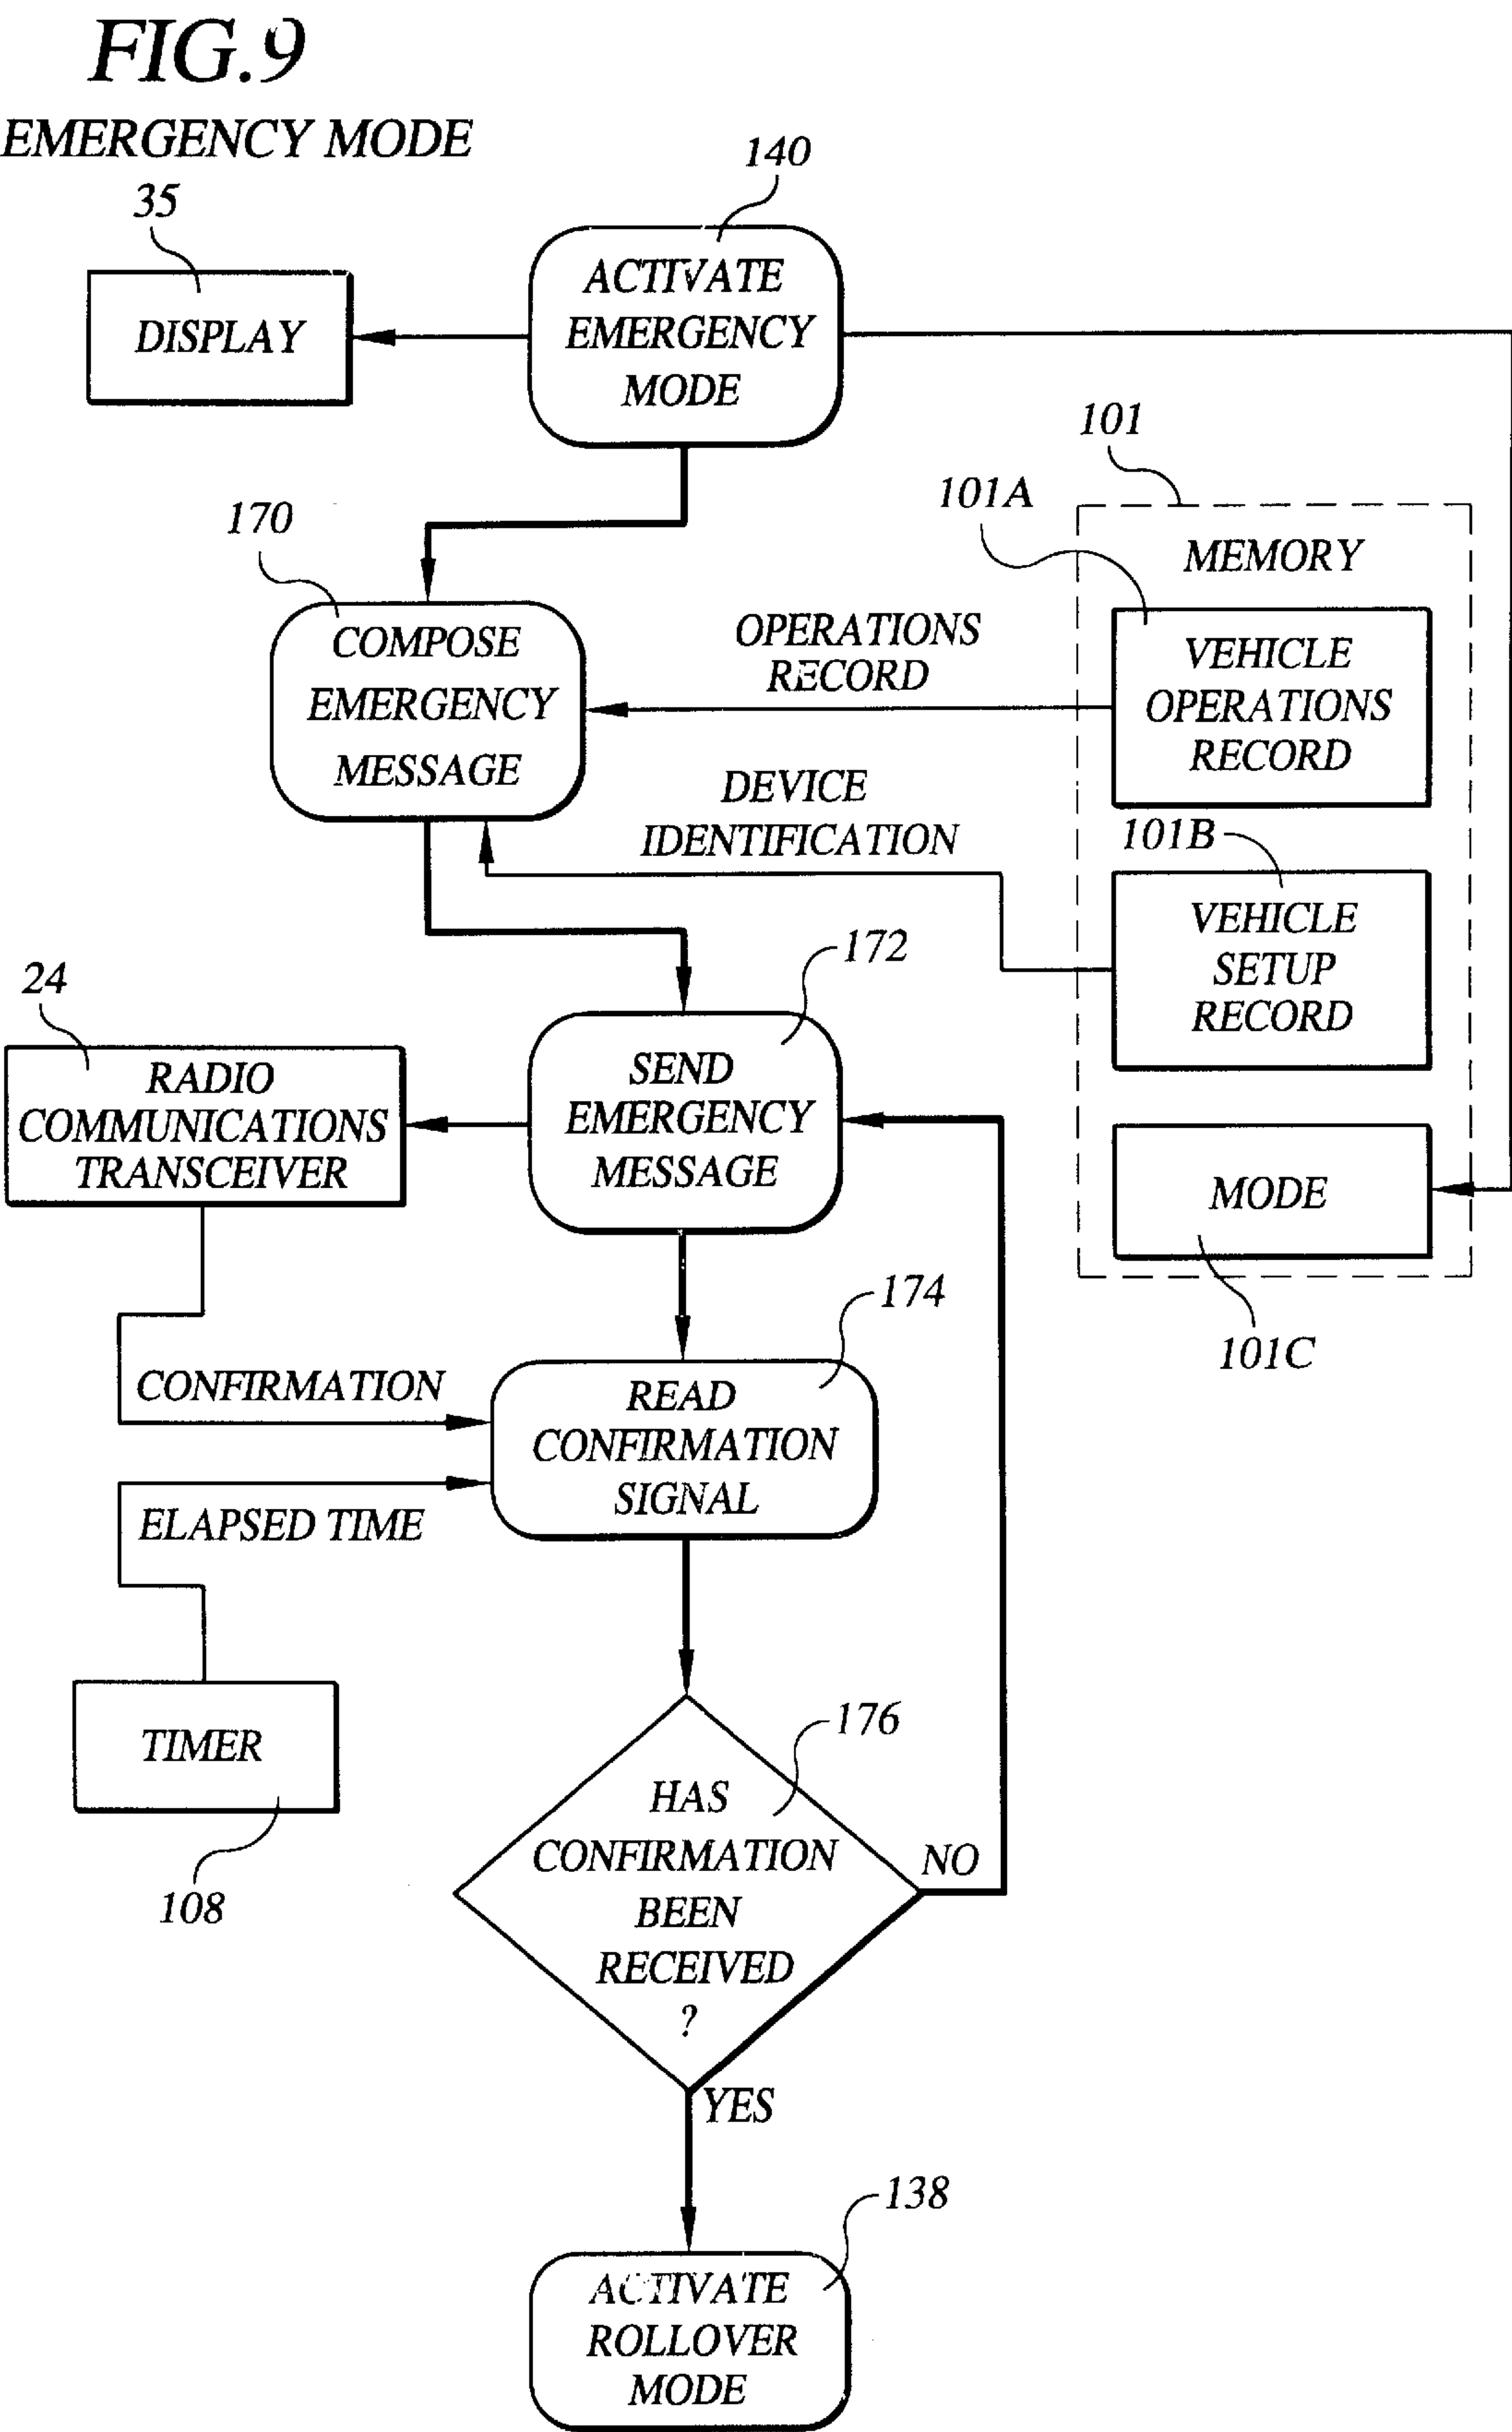 FIG.9
EMERGENCY MODE
140
35
ACTIVATE
EMERGENCY
MODE
DISPLAY
101
101A
MEMORY
170
COMPOSE
EMERGENCY
MESSAGE
OPERATIONS
RECORD
VEHICLE
OPERATIONS
RECORD
DEVICE
IDENTIFICATION
101B
VEHICLE
SETUP
RECORD
172
24
RADIO
COMMUNICATIONS
TRANSCEIVER
SEND
EMERGENCY
MESSAGE
MODE
101C
174
CONFIRMATION
READ
CONFIRMATION
SIGNAL
ELAPSED TIME
TIMER
108
176
HAS
CONFIRMATION
BEEN
RECEIVED
?
NO
YES
138
ACTIVATE
ROLLOVER
MODE